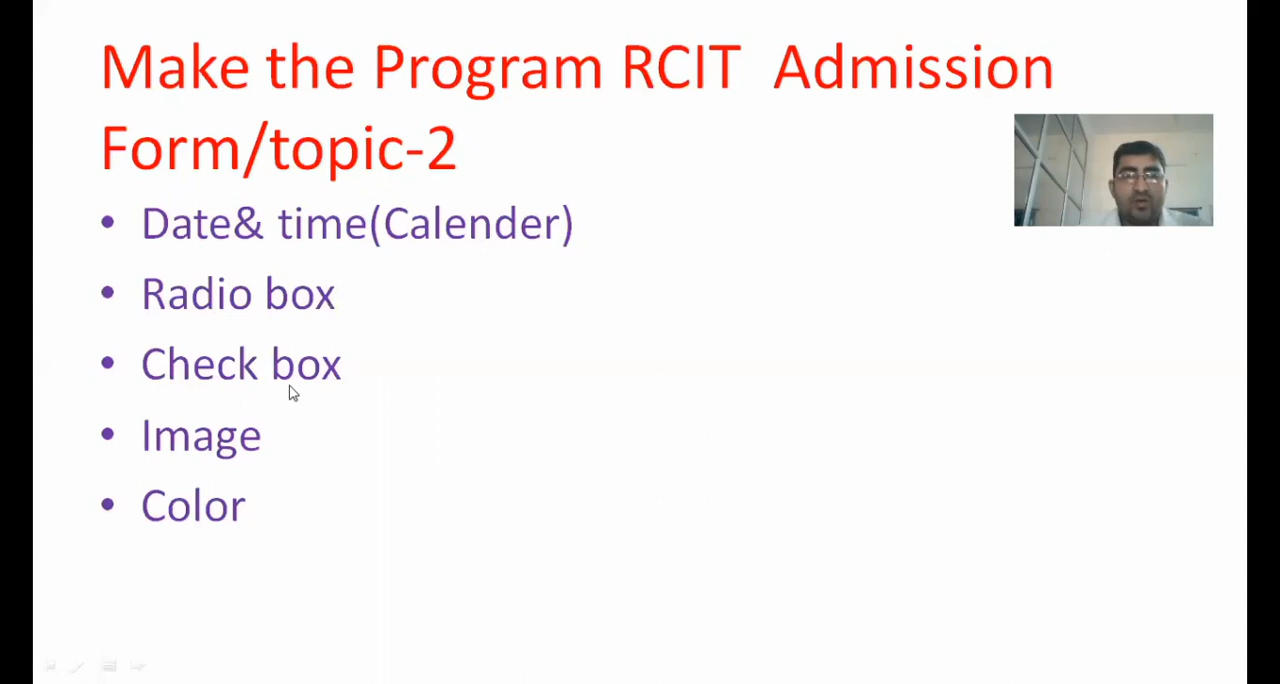 Make the Program RCIT Admission
Form/topic-2
• Date& time(Calender)
• Radio box
• Check box
• Image
• Color